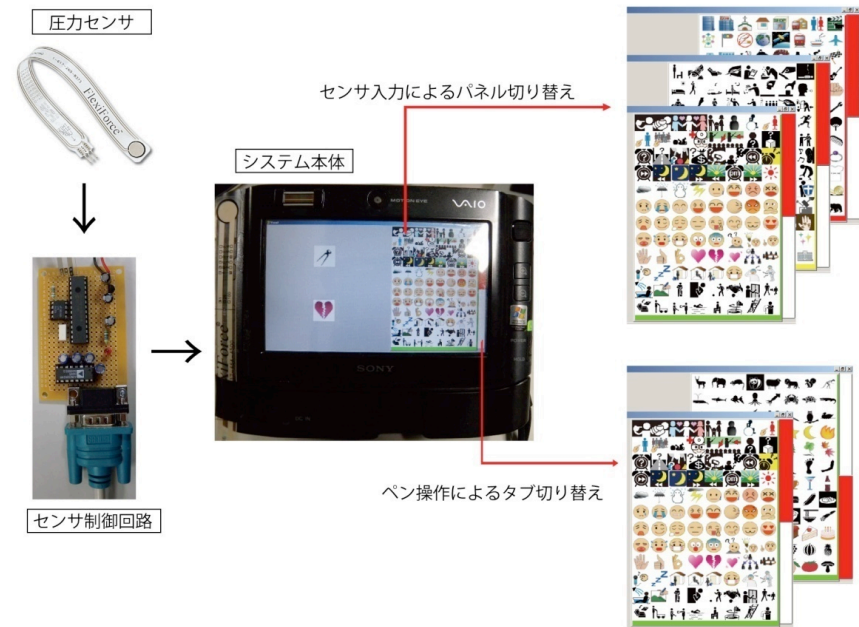 圧力センサ
FlexiForce
センサ入力によるパネル切り替え
システム本体
MOTION EYE
VAIO
SONY
センサ制御回路
ペン操作によるタブ切り替え